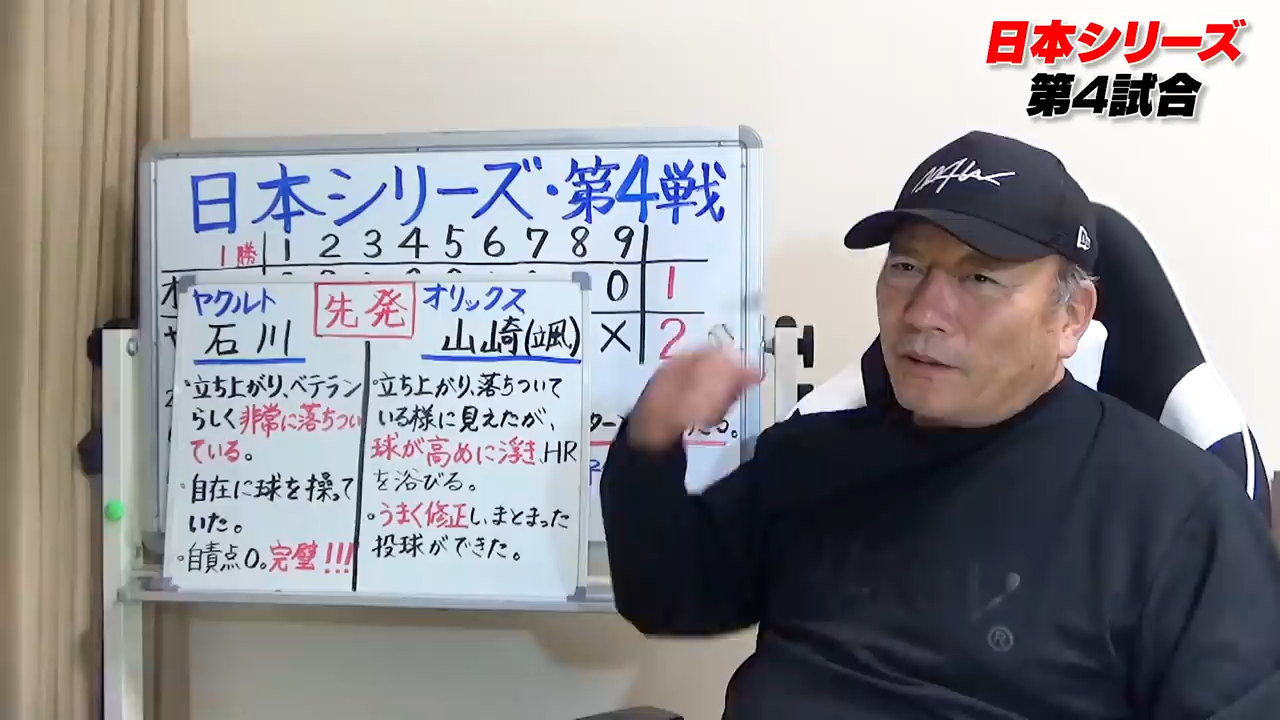 日本シリーズ
第4試合
日本シリーズ・第4戦
1勝 1 2 3 4 5 6 7 8 9
0 1
X 2
先発
ヤクルト
石川
・立ち上がり、ベテラン
らしく非常に落ちつい
ている。
・自在に球を操って
いた。
・自責点0。完璧!!!
オリックス
山﨑(颯)
・立ち上がり、落ちついて
いる様に見えたが、
球が高めに浮き、HR
を浴びる。
・うまく修正し、まとまった
投球ができた。
®